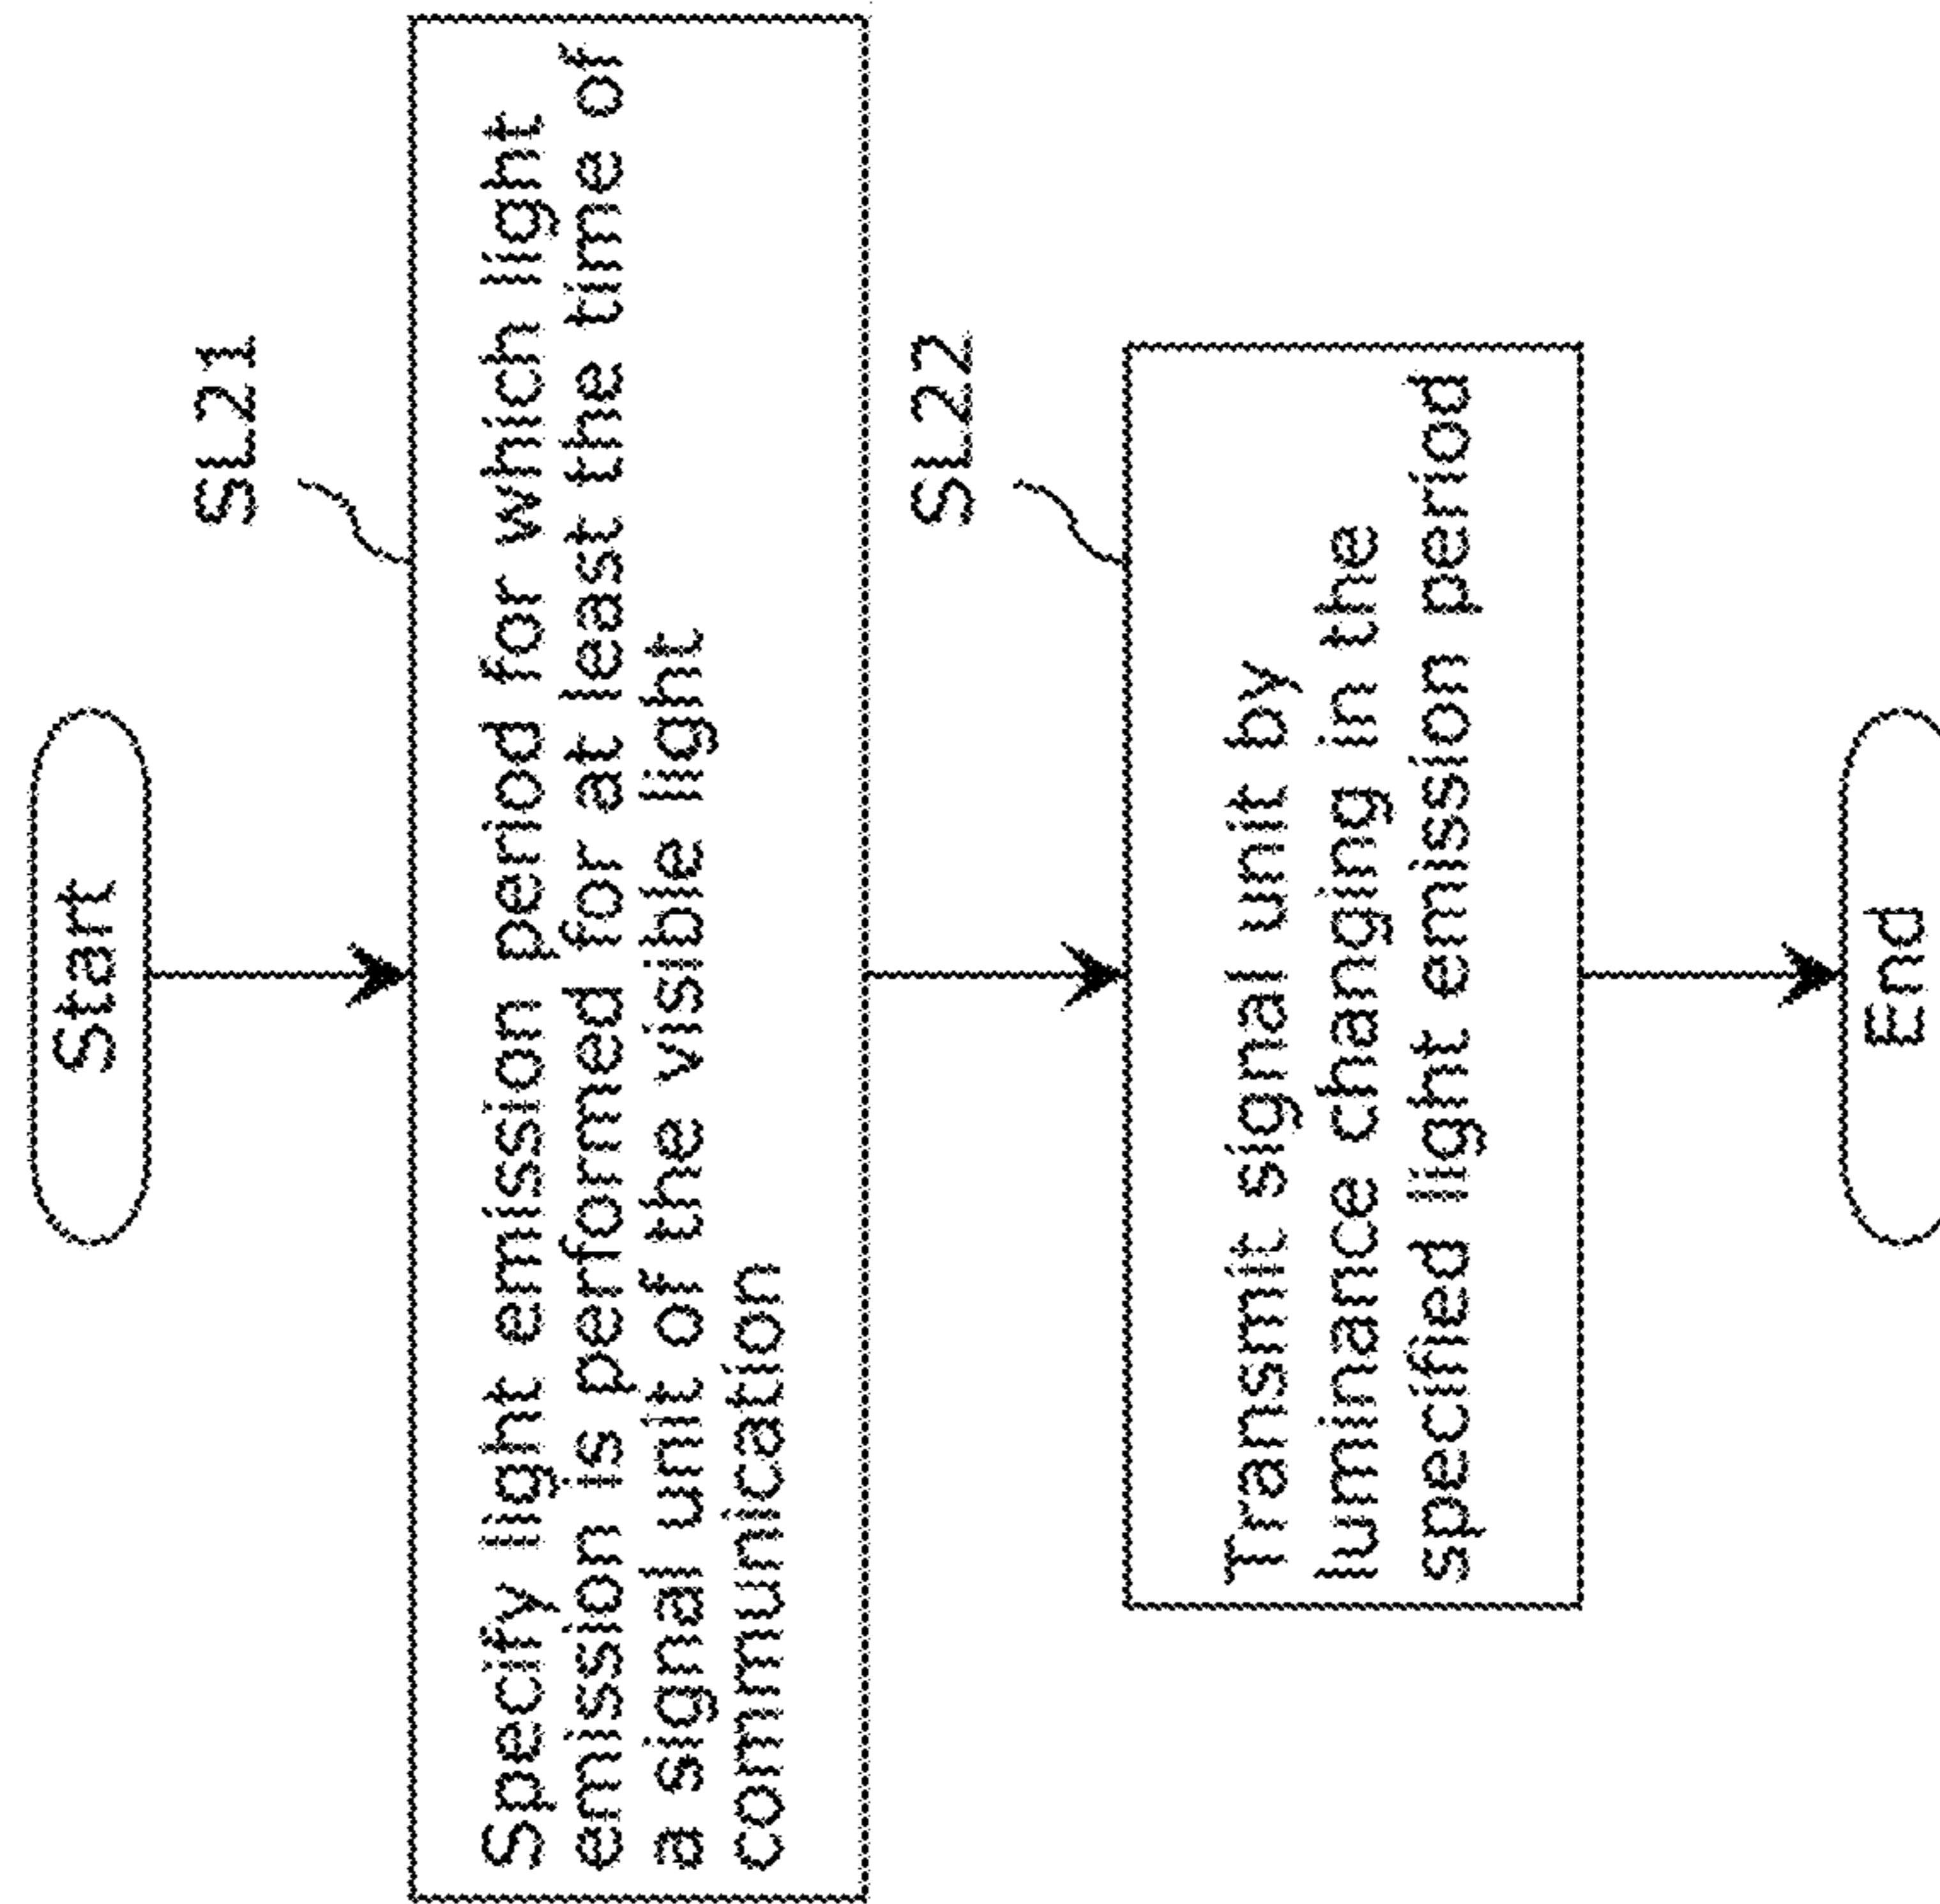 Start
SL21
Specify light emission period for which light
emission is performed for at least the time of
a signal unit of the visible light
communication
SL22
Transmit signal unit by
luminance changing in the
specified light emission period
End